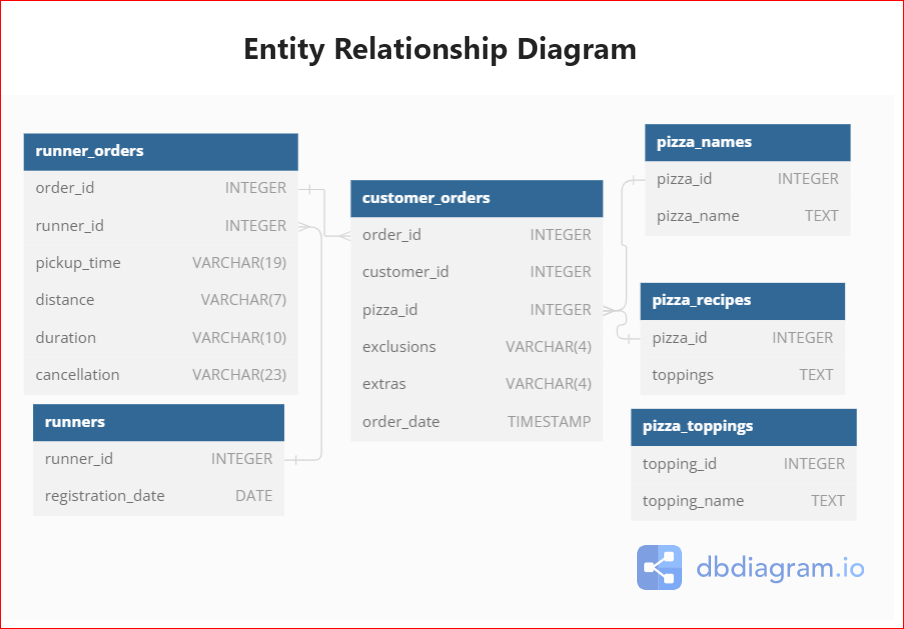 Entity Relationship Diagram
runner_orders
order_id INTEGER
runner_id INTEGER
pickup_time VARCHAR(19)
distance VARCHAR(7)
duration VARCHAR(10)
cancellation VARCHAR(23)
runners
runner_id INTEGER
registration_date DATE
customer_orders
order_id INTEGER
customer_id INTEGER
pizza_id INTEGER
exclusions VARCHAR(4)
extras VARCHAR(4)
order_date TIMESTAMP
pizza_names
pizza_id INTEGER
pizza_name TEXT
pizza_recipes
pizza_id INTEGER
toppings TEXT
pizza_toppings
topping_id INTEGER
topping_name TEXT
dbdiagram.io